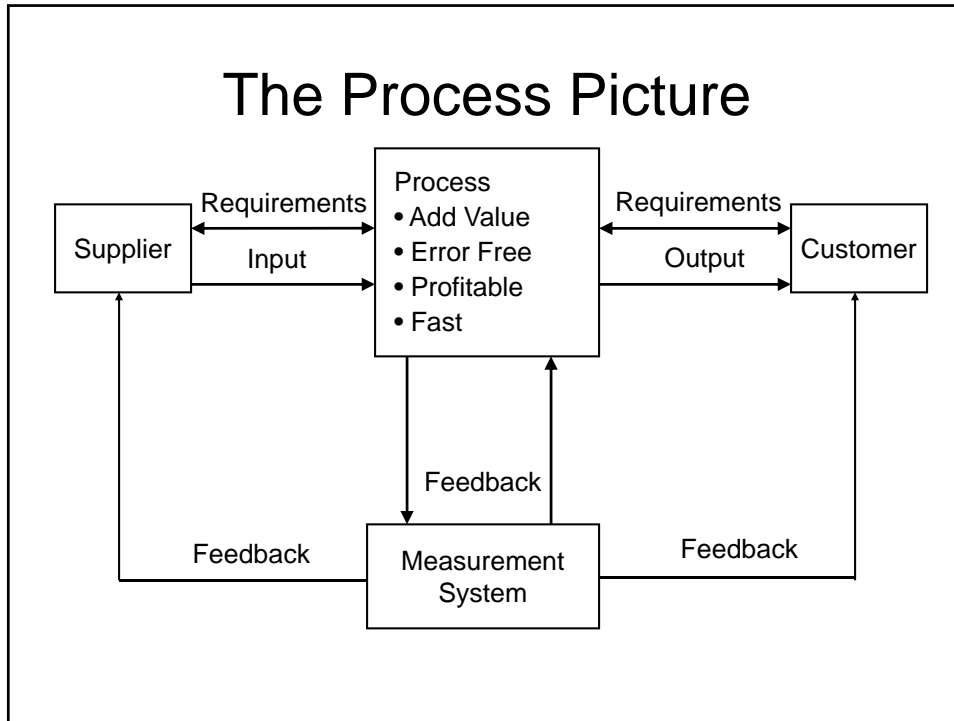 The Process Picture
Supplier
Requirements
Input
Process
• Add Value
• Error Free
• Profitable
• Fast
Requirements
Output
Customer
Feedback
Feedback
Measurement
System
Feedback